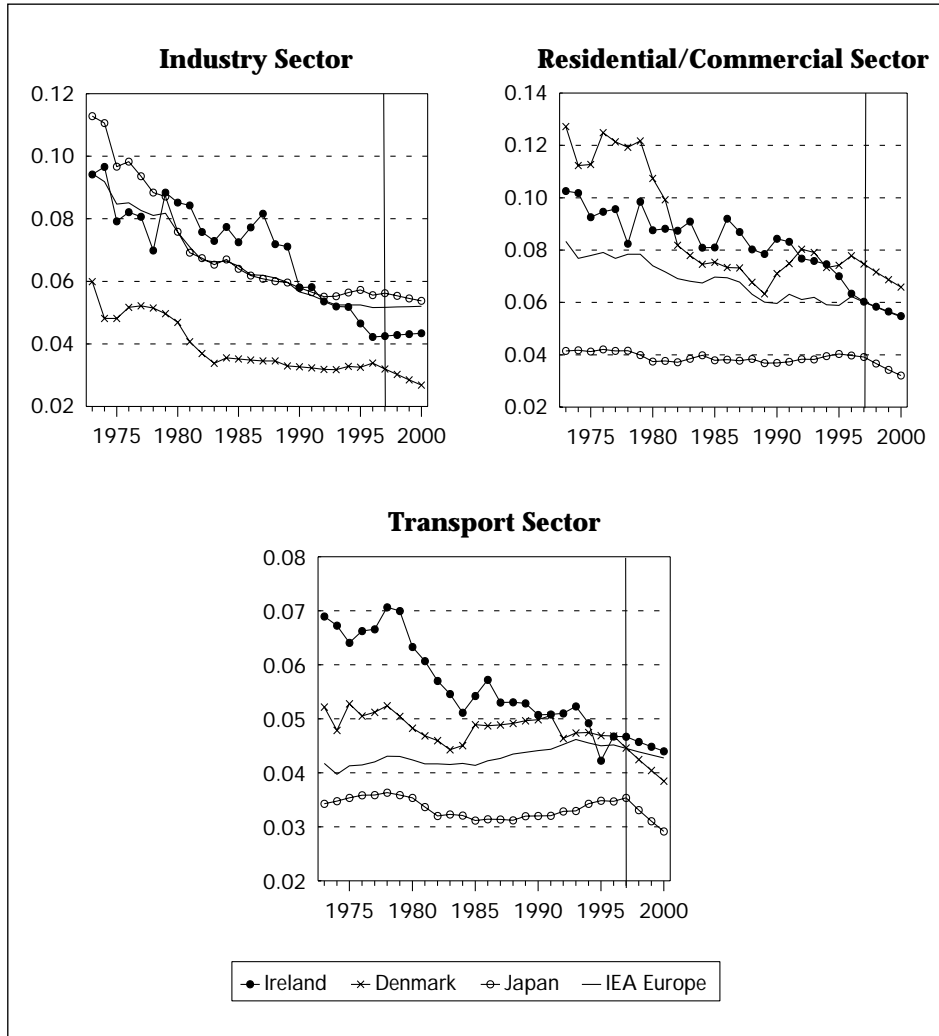 Industry Sector
0.12
0.10
0.08
0.06
0.04
0.02
1975 1980 1985 1990 1995 2000
Residential/Commercial Sector
0.14
0.12
0.10
0.08
0.06
0.04
0.02
1975 1980 1985 1990 1995 2000
Transport Sector
0.08
0.07
0.06
0.05
0.04
0.03
0.02
1975 1980 1985 1990 1995 2000
Ireland Denmark Japan IEA Europe